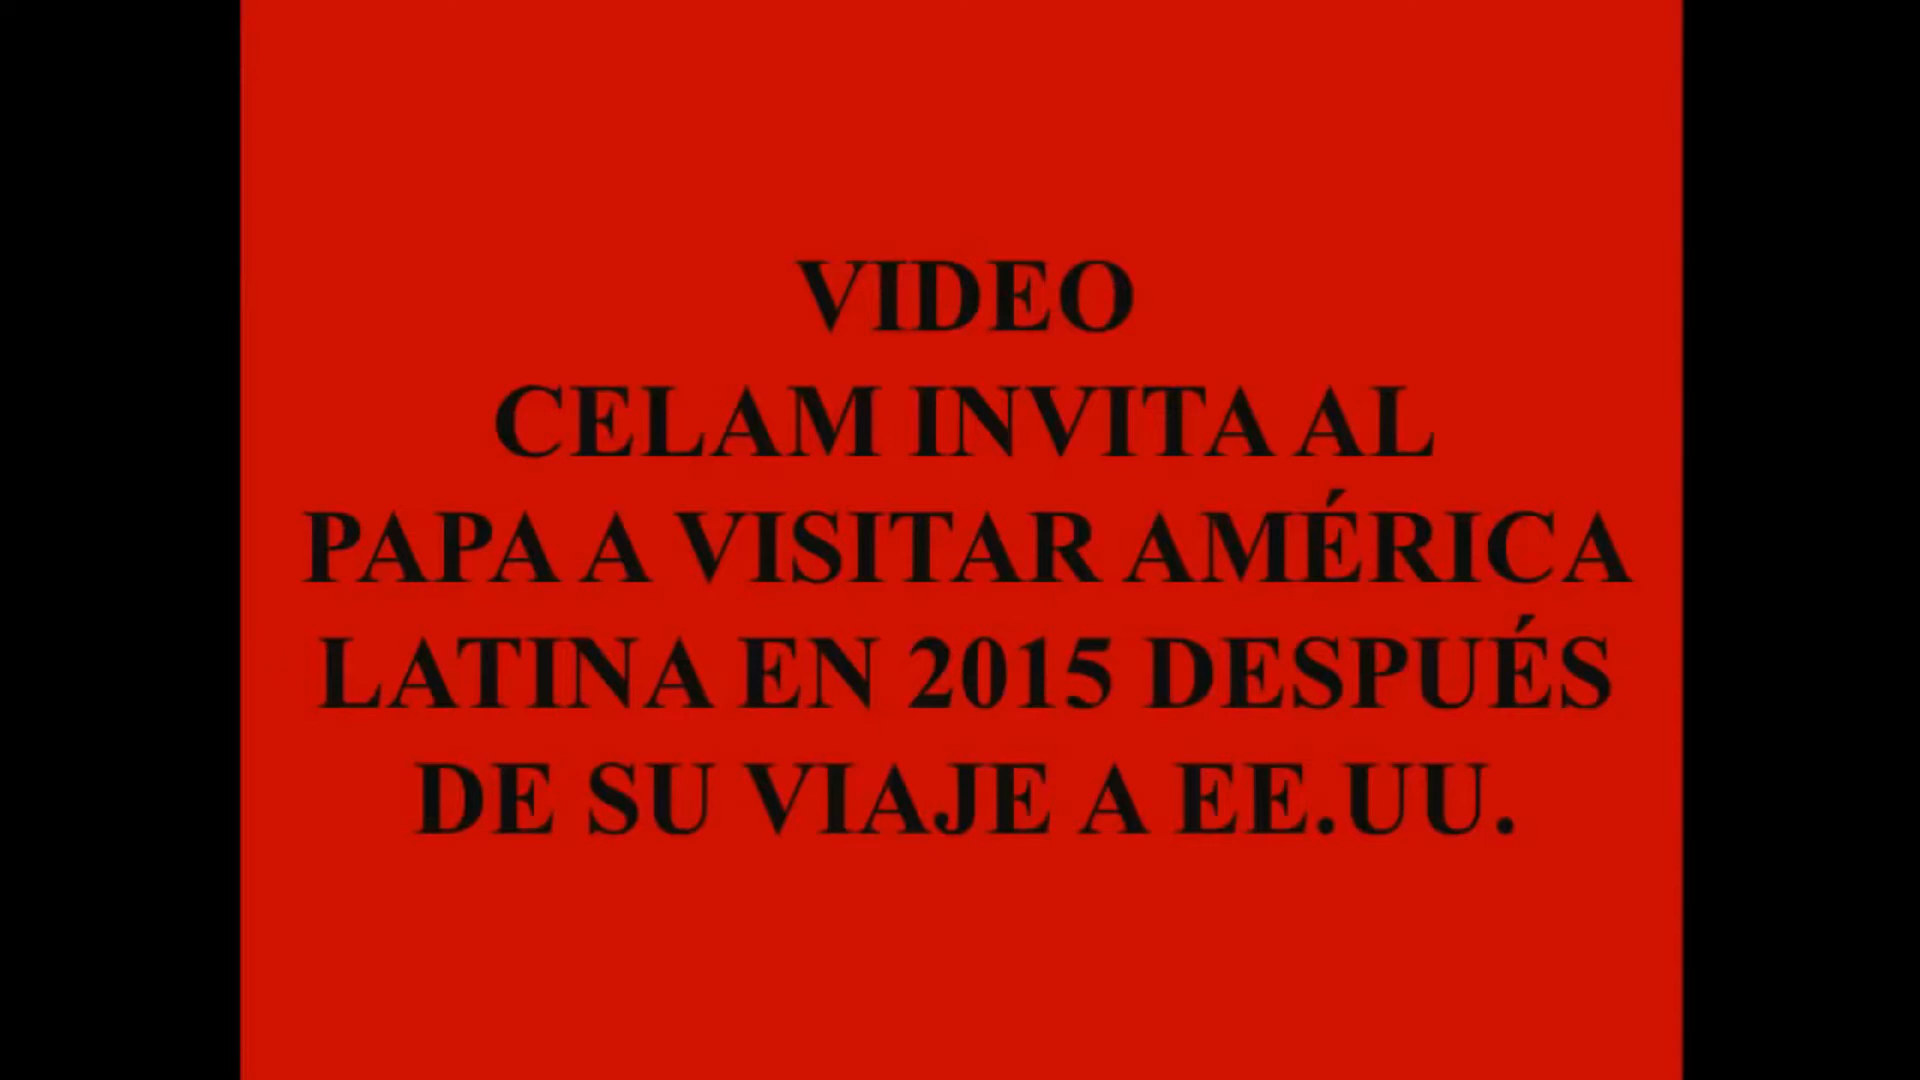 VIDEO
CELAM INVITA AL
PAPA A VISITAR AMÉRICA
LATINA EN 2015 DESPUÉS
DE SU VIAJE A EE.UU.